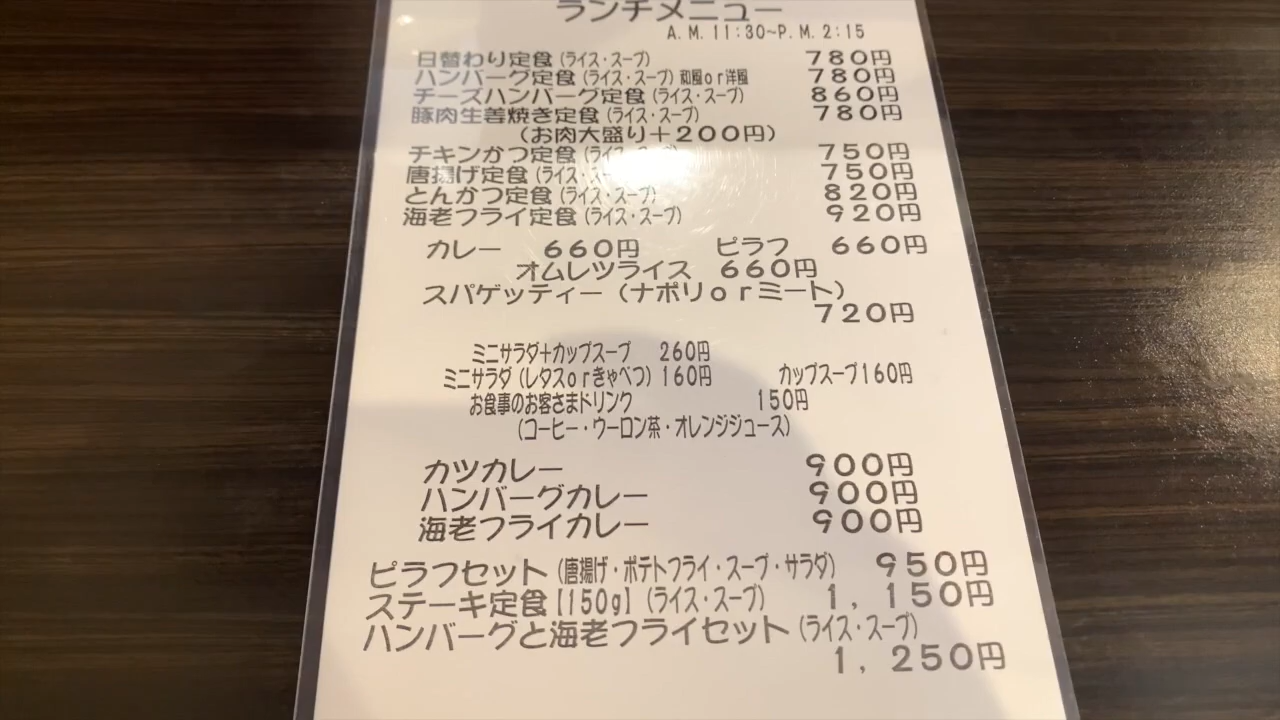 ランチメニュー
A.M.11:30~P.M.2:15
日替わり定食(ライス・スープ) 780円
ハンバーグ定食(ライス・スープ)和風or洋風 780円
チーズハンバーグ定食(ライス・スープ) 860円
豚肉生姜焼き定食(ライス・スープ) 780円
(お肉大盛り+200円)
チキンかつ定食(ライス・スープ) 750円
唐揚げ定食(ライス・ス 750円
とんかつ定食(ライス・スープ) 820円
海老フライ定食(ライス・スープ) 920円
カレー 660円 ピラフ 660円
オムレツライス 660円
スパゲッティー(ナポリorミート)
720円
ミニサラダ+カップスープ 260円
ミニサラダ(レタスorきゃべつ)160円 カップスープ160円
お食事のお客さまドリンク 150円
(コーヒー・ウーロン茶・オレンジジュース)
カツカレー 900円
ハンバーグカレー 900円
海老フライカレー 900円
ピラフセット(唐揚げ・ポテトフライ・スープ・サラダ) 950円
ステーキ定食【150g】(ライス・スープ) 1,150円
ハンバーグと海老フライセット(ライス・スープ)
1,250円